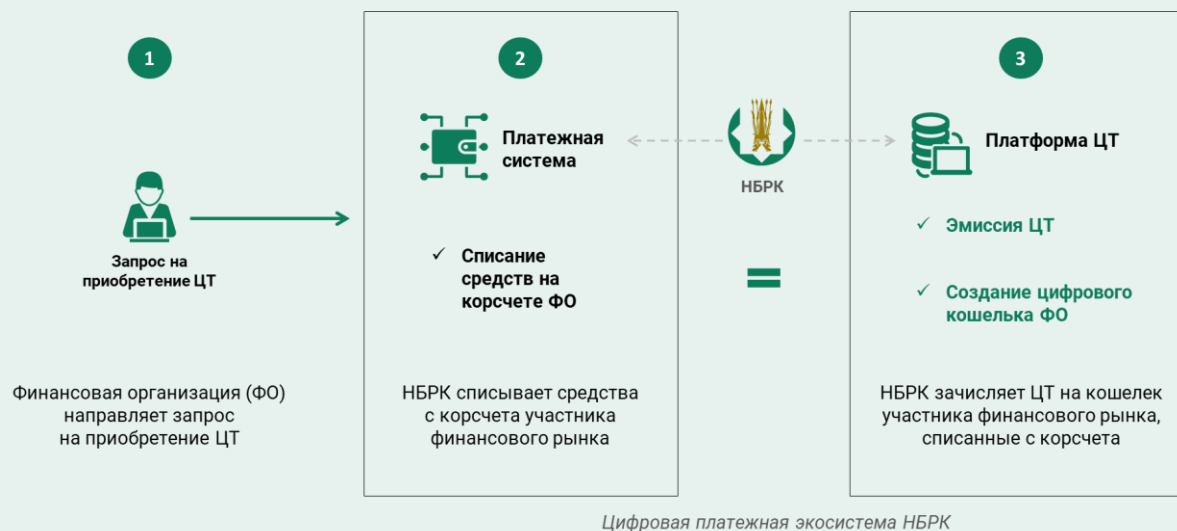 1
Запрос на
приобретение ЦТ
Финансовая организация (ФО)
направляет запрос
на приобретение ЦТ
2
Платежная
система
✓ Списание
средств на
корсчете ФО
НБРК списывает средства
с корсчета участника
финансового рынка
НБРК
=
3
Платформа ЦТ
✓ Эмиссия ЦТ
✓ Создание цифрового
кошелька ФО
НБРК зачисляет ЦТ на кошелек
участника финансового рынка,
списанные с корсчета
Цифровая платежная экосистема НБРК